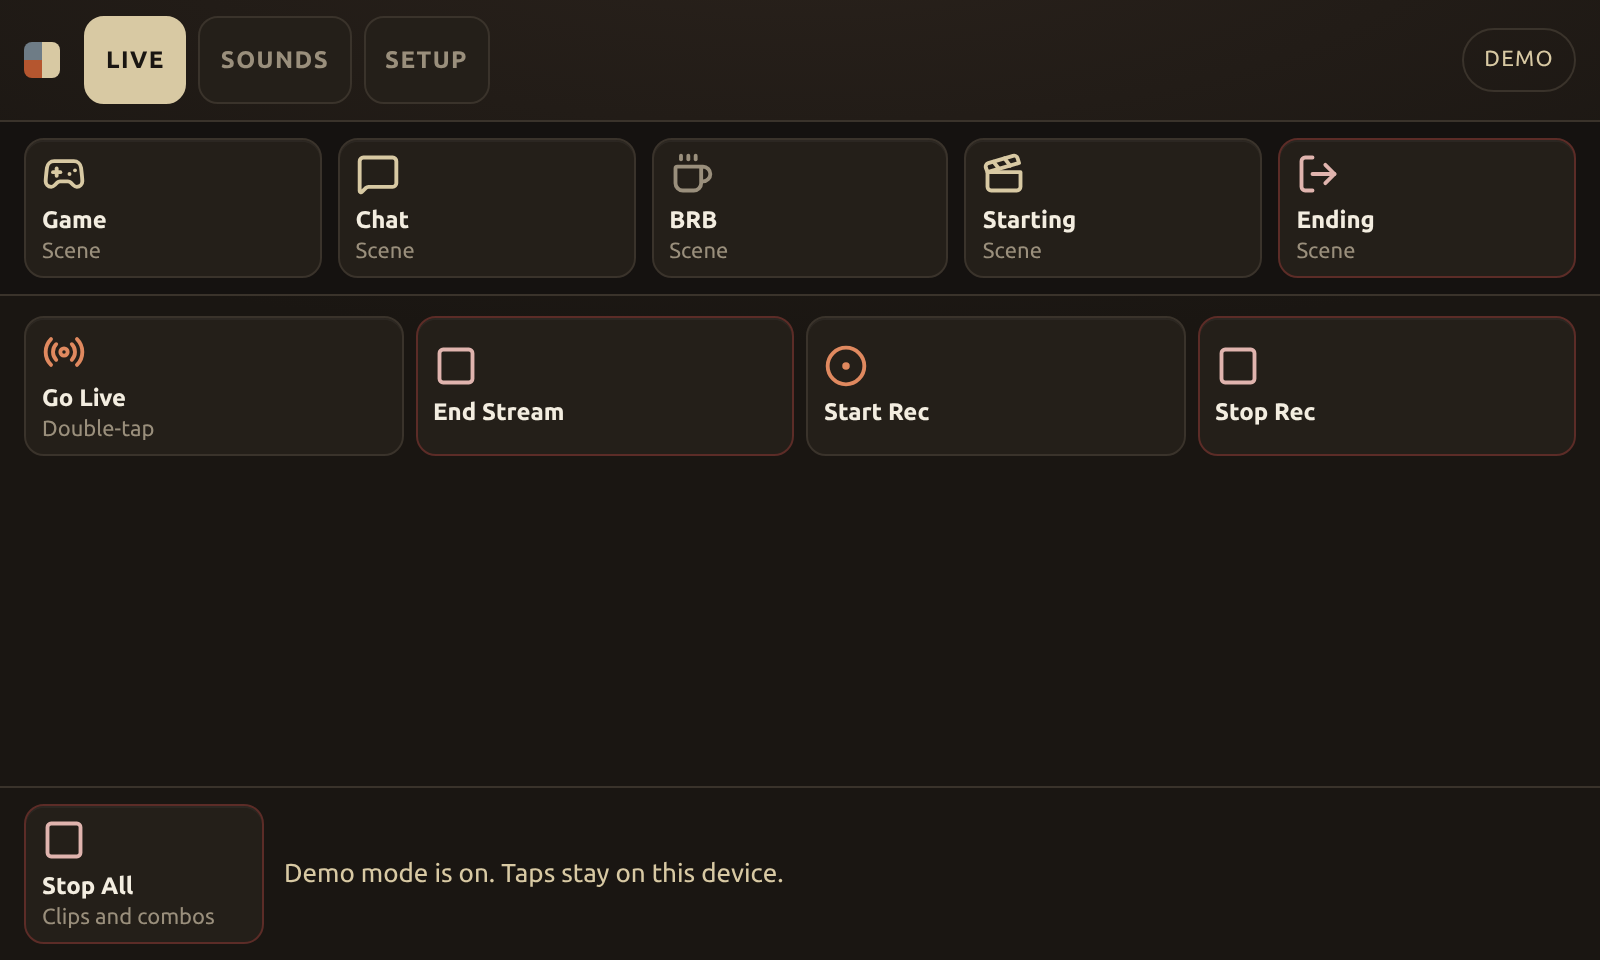 LIVE
SOUNDS
SETUP
DEMO
Game
Scene
Chat
Scene
BRB
Scene
Starting
Scene
Ending
Scene
Go Live
Double-tap
End Stream
Start Rec
Stop Rec
Stop All
Clips and combos
Demo mode is on. Taps stay on this device.